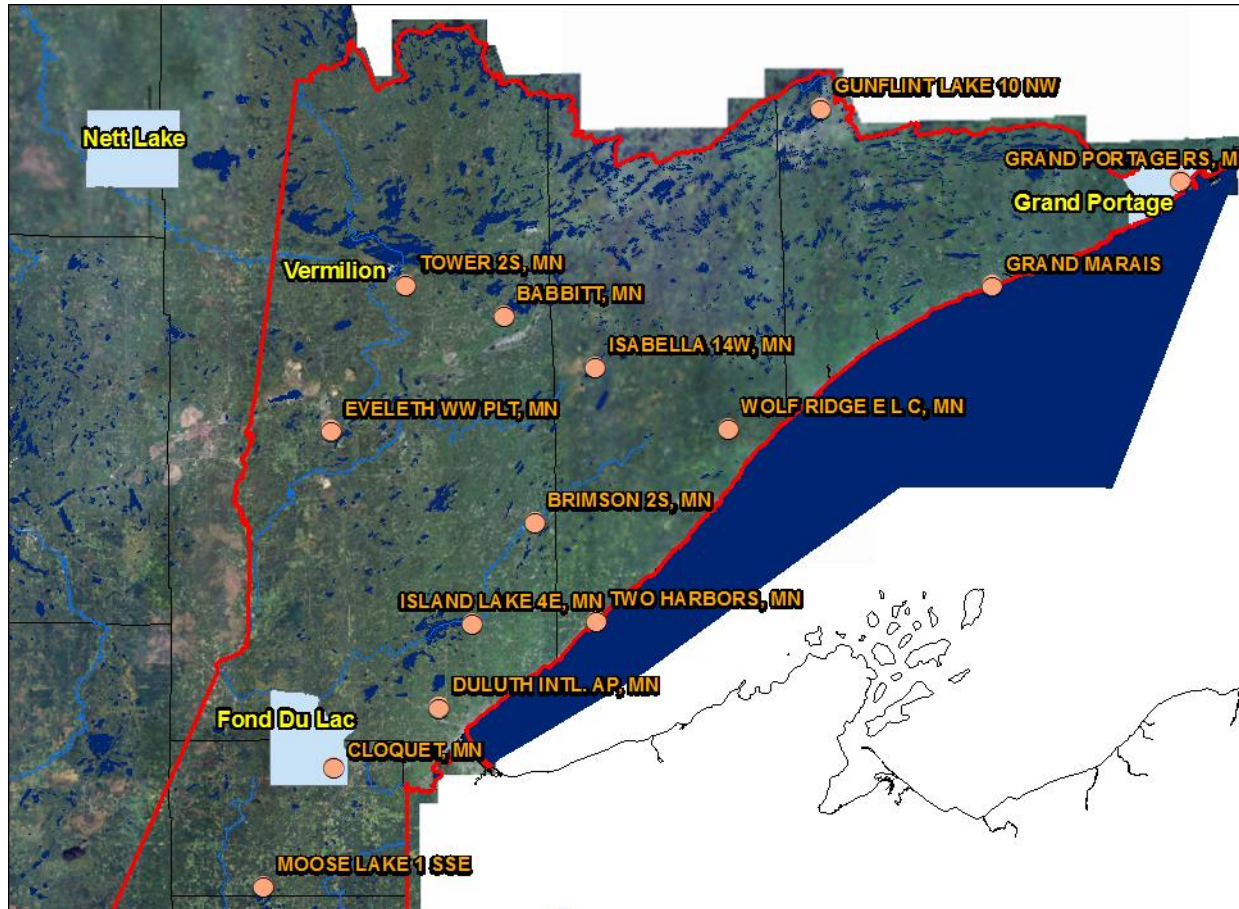 GUNFLINT LAKE 10 NW
Nett Lake
GRAND PORTAGE RS, M
Grand Portage
Vermilion
TOWER 2S, MN
GRAND MARAIS
BABBITT, MN
ISABELLA 14W, MN
EVELETH WW PLT, MN
WOLF RIDGE E L C, MN
BRIMSON 2S, MN
ISLAND LAKE 4E, MN
TWO HARBORS, MN
DULUTH INTL. AP, MN
Fond Du Lac
CLOQUET, MN
MOOSE LAKE 1 SSE